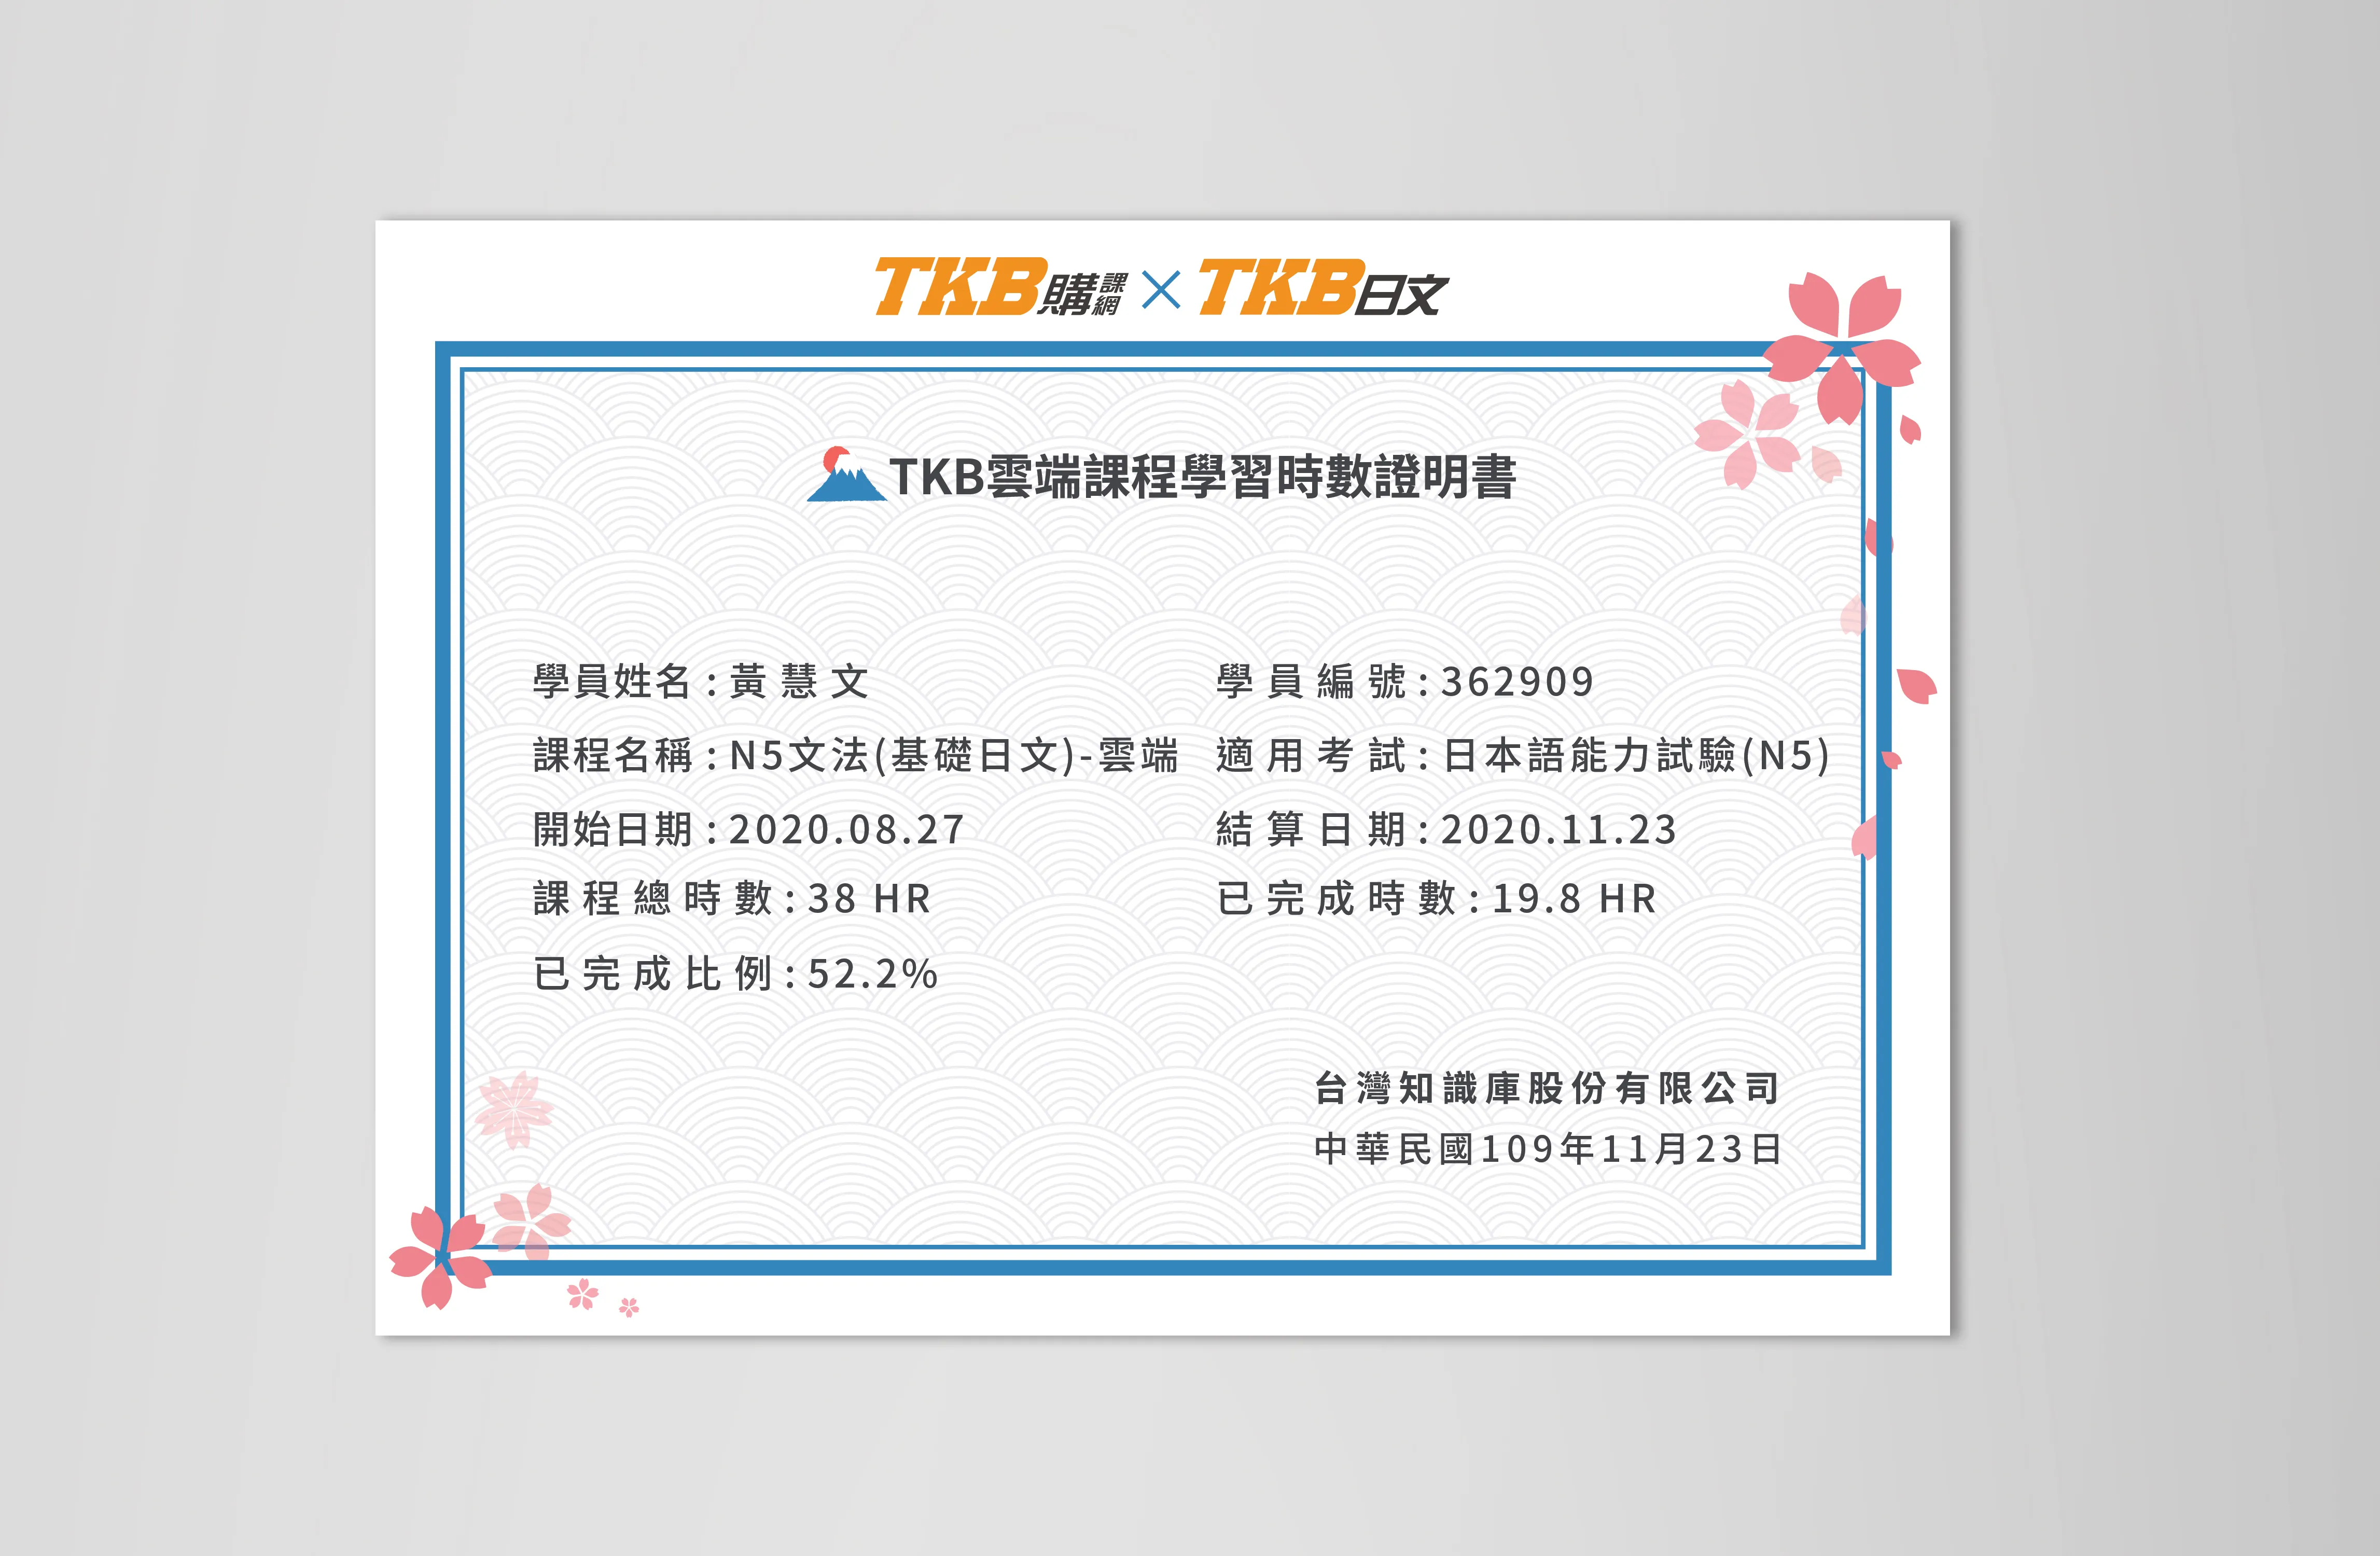 TKB購課網×TKB日文
TKB雲端課程學習時數證明書
學員姓名:黃慧文
學員編號:362909
課程名稱:N5文法(基礎日文)-雲端
適用考試:日本語能力試驗(N5)
開始日期:2020.08.27
結算日期:2020.11.23
課程總時數:38 HR
已完成時數:19.8 HR
已完成比例:52.2%
台灣知識庫股份有限公司
中華民國109年11月23日